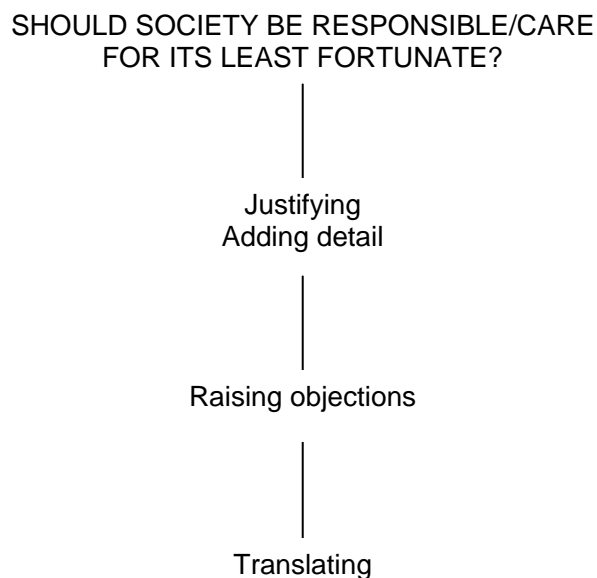 SHOULD SOCIETY BE RESPONSIBLE/CARE
FOR ITS LEAST FORTUNATE?
Justifying
Adding detail
Raising objections
Translating